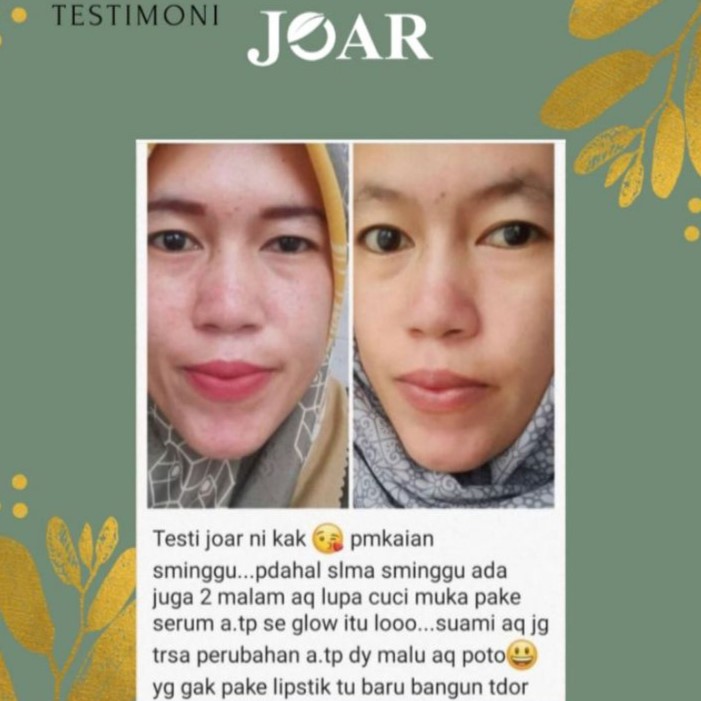 TESTIMONI
JOAR
Testi joar ni kak 😘 pmkaian
sminggu...pdahal slma sminggu ada
juga 2 malam aq lupa cuci muka pake
serum a.tp se glow itu looo...suami aq jg
trsa perubahan a.tp dy malu aq poto😃
yg gak pake lipstik tu baru bangun tdor